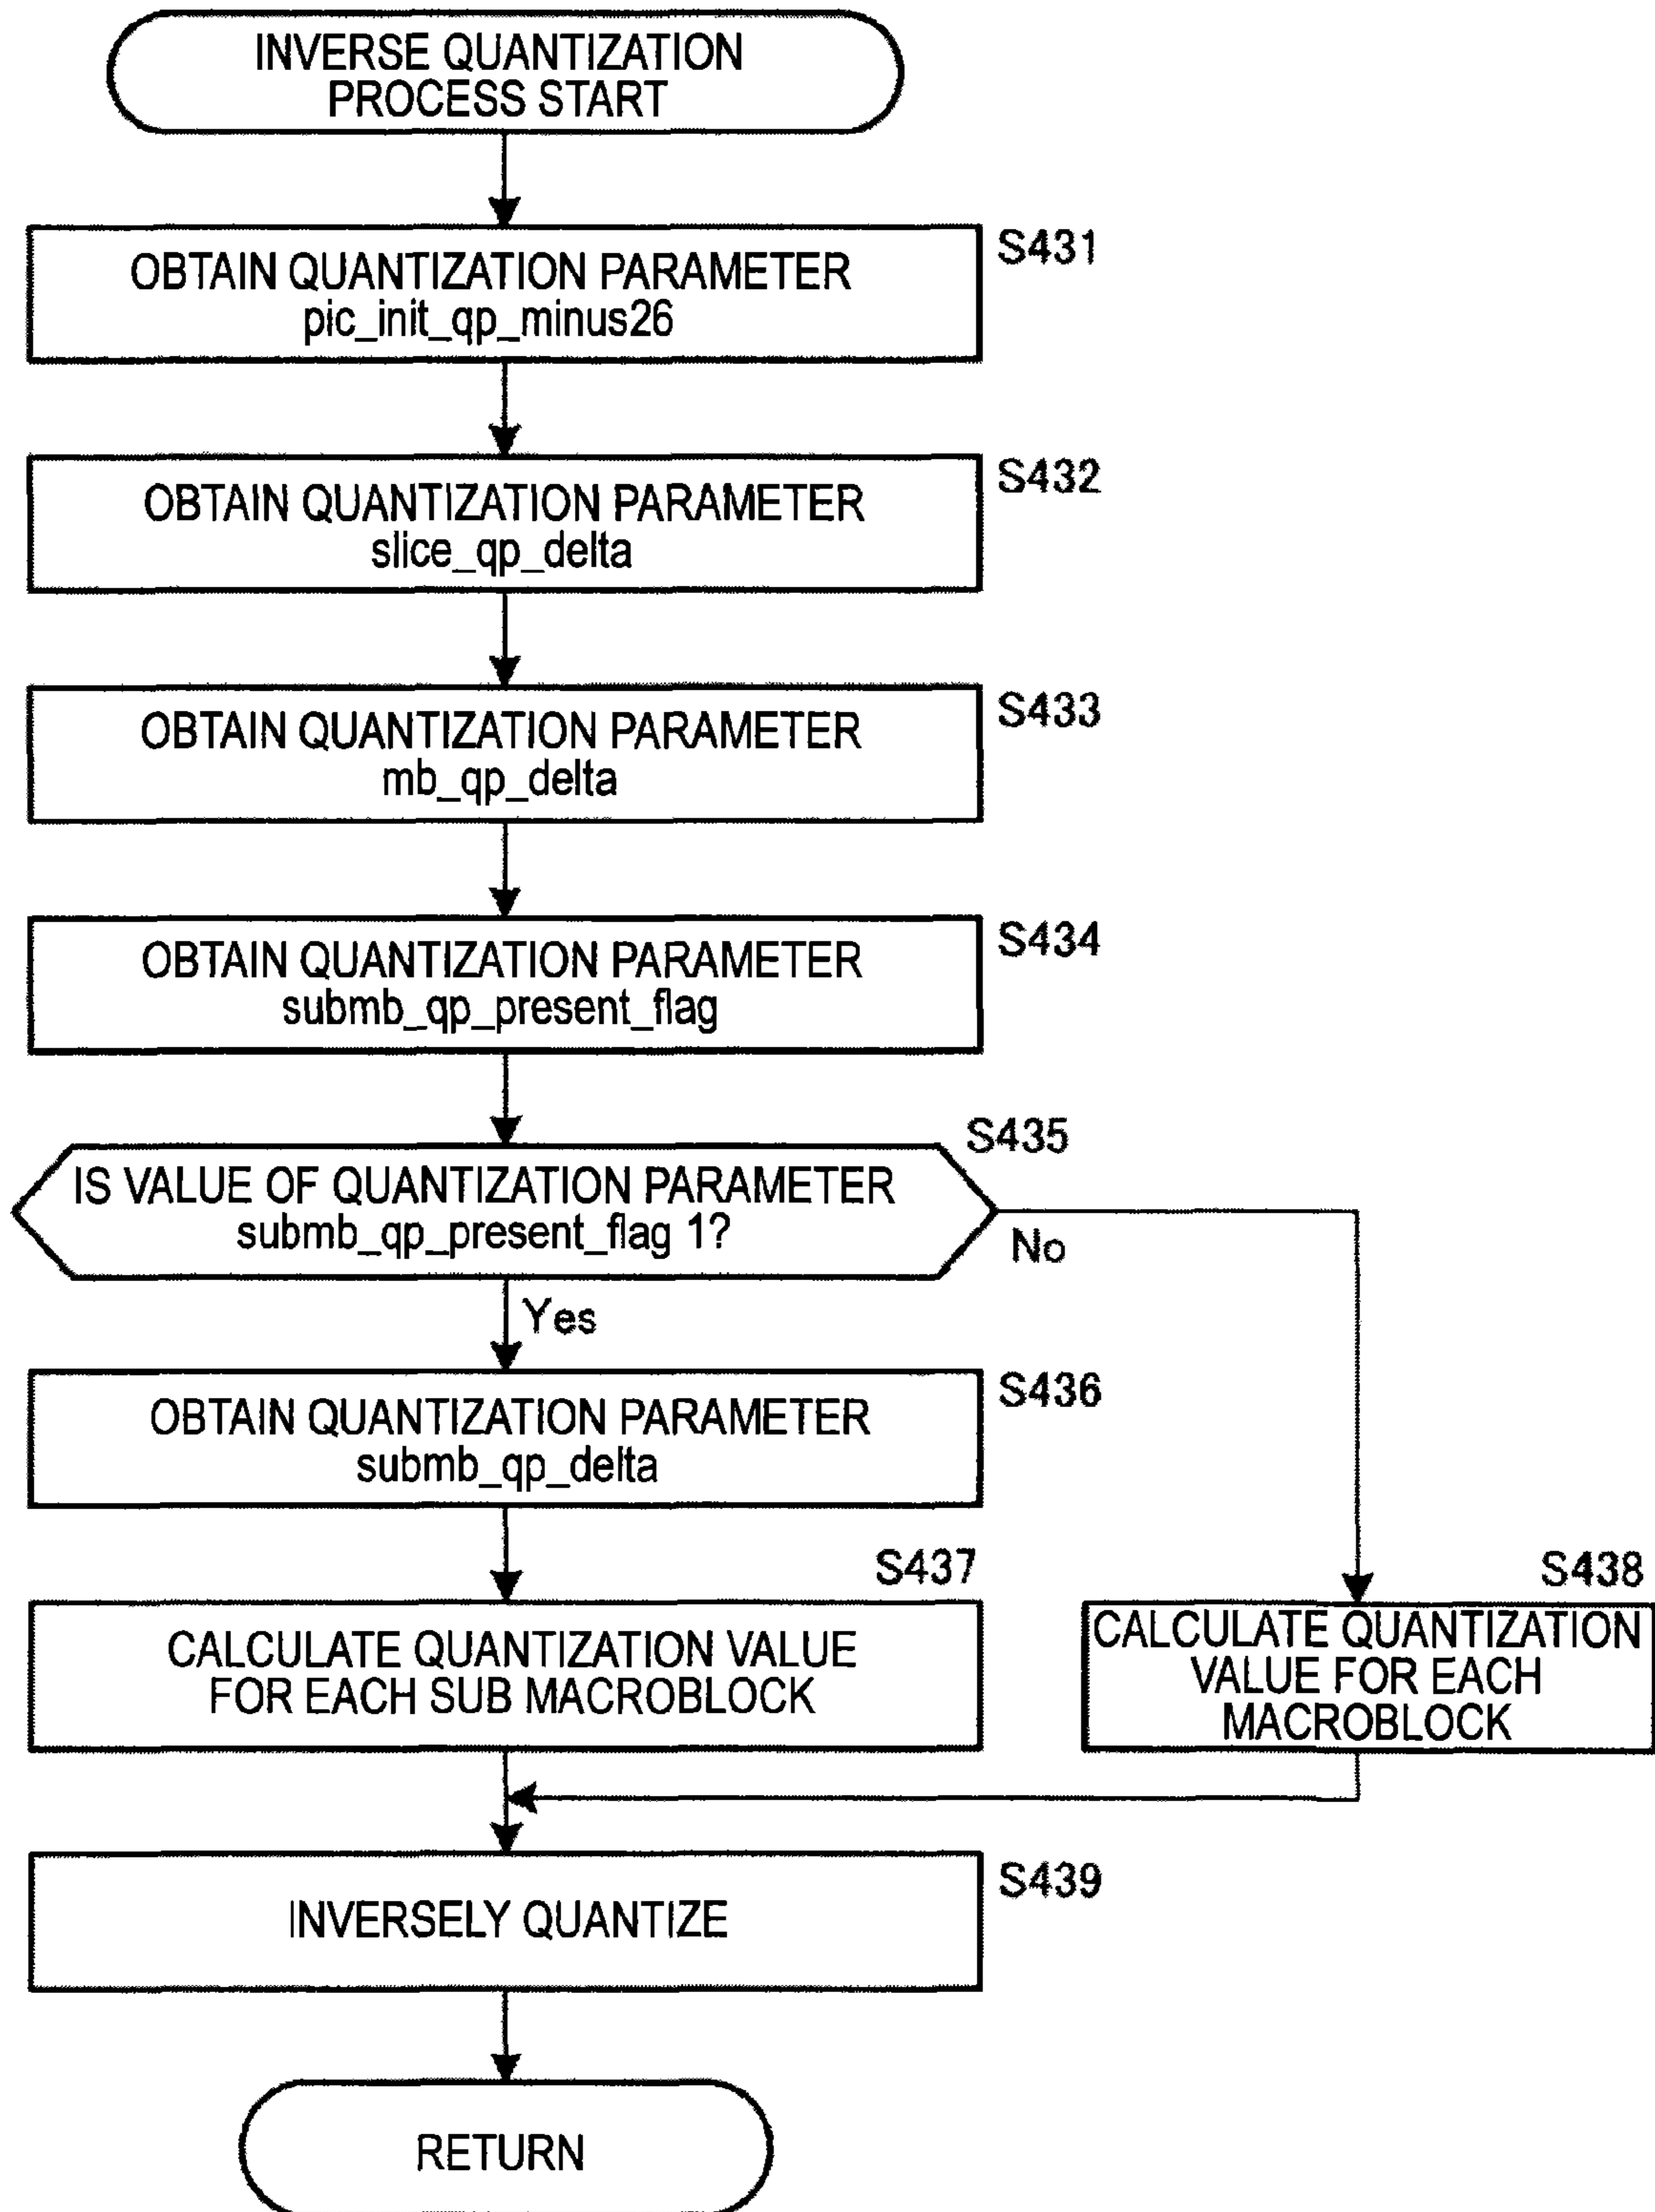 INVERSE QUANTIZATION
PROCESS START
S431
OBTAIN QUANTIZATION PARAMETER
pic_init_qp_minus26
S432
OBTAIN QUANTIZATION PARAMETER
slice_qp_delta
S433
OBTAIN QUANTIZATION PARAMETER
mb_qp_delta
S434
OBTAIN QUANTIZATION PARAMETER
submb_qp_present_flag
S435
IS VALUE OF QUANTIZATION PARAMETER
submb_qp_present_flag 1?
No
Yes
S436
OBTAIN QUANTIZATION PARAMETER
submb_qp_delta
S437
CALCULATE QUANTIZATION VALUE
FOR EACH SUB MACROBLOCK
S438
CALCULATE QUANTIZATION
VALUE FOR EACH
MACROBLOCK
S439
INVERSELY QUANTIZE
RETURN